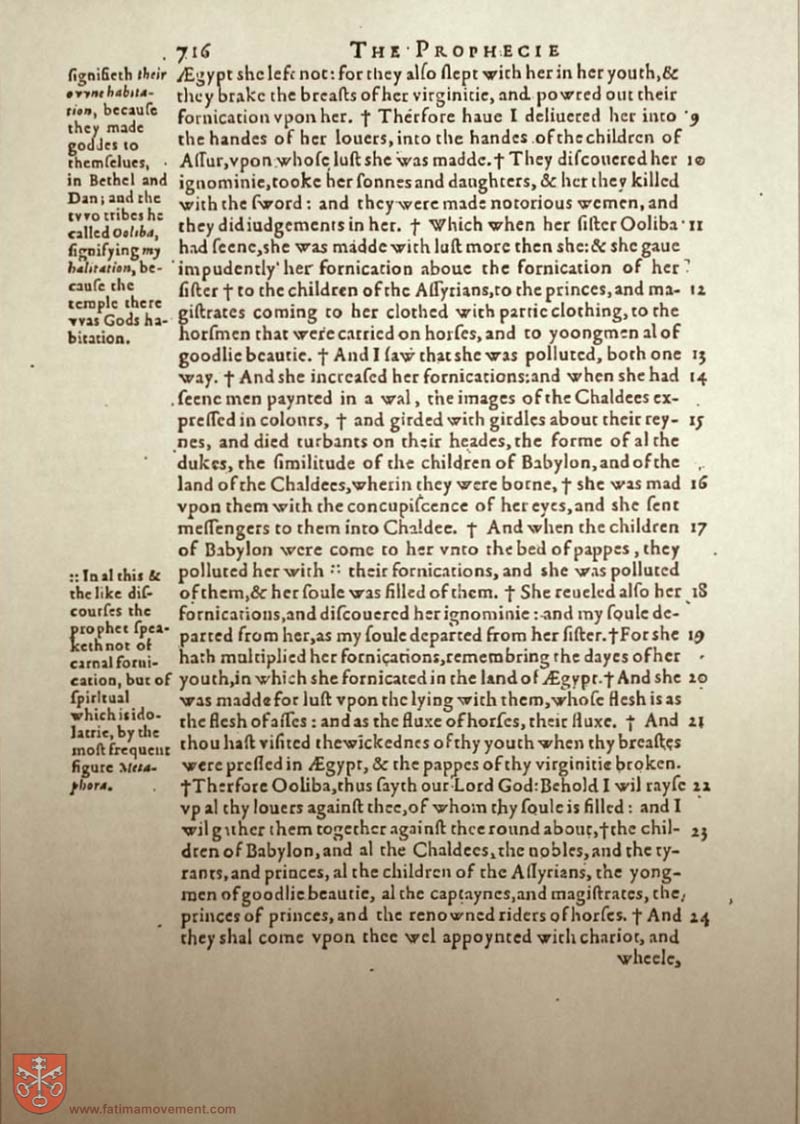 716 THE PROPHECIE
ſignifieth their
ovvne habita-
tion, becauſe
they made
goddes to
themſelues,
in Bethel and
Dan; and the
tvvo tribes he
called Ooliba,
ſignifying my
habitation, be-
cauſe the
temple there
vvas Gods ha-
bitation.
:: In al this &
the like diſ-
courſes the
prophet ſpea-
keth not of
carnal forni-
cation, but of
ſpiritual
which is ido-
latrie, by the
moſt frequent
figure Meta-
phora.
Ægypt she left not: for they alſo ſlept with her in her youth, &
they brake the breaſts of her virginitie, and powred out their
fornication vpon her. † Therfore haue I deliuered her into 9
the handes of her louers, into the handes of the children of
Aſſur, vpon whoſe luſt she was madde. † They diſcouered her 10
ignominie, tooke her ſonnes and daughters, & her they killed
with the ſword: and they were made notorious wemen, and
they did iudgements in her. † Which when her ſiſter Ooliba 11
had ſeene, she was madde with luſt more then she: & she gaue
impudently her fornication aboue the fornication of her
ſiſter † to the children of the Aſſyrians, to the princes, and ma- 12
giſtrates coming to her clothed with partie clothing, to the
horſmen that were carried on horſes, and to yoongmen al of
goodlie beautie. † And I ſaw that she was polluted, both one 13
way. † And she increaſed her fornications: and when she had 14
ſeene men paynted in a wal, the images of the Chaldees ex-
preſſed in colours, † and girded with girdles about their rey- 15
nes, and died turbants on their heades, the forme of al the
dukes, the ſimilitude of the children of Babylon, and of the
land of the Chaldees, wherin they were borne, † she was mad 16
vpon them with the concupiſcence of her eyes, and she ſent
meſſengers to them into Chaldee. † And when the children 17
of Babylon were come to her vnto the bed of pappes, they
polluted her with :: their fornications, and she was polluted
of them, & her ſoule was filled of them. † She reueled alſo her 18
fornications, and diſcouered her ignominie: and my ſoule de-
parted from her, as my ſoule departed from her ſiſter. † For she 19
hath multiplied her fornications, remembring the dayes of her
youth, in which she fornicated in the land of Ægypt. † And she 20
was madde for luſt vpon the lying with them, whoſe flesh is as
the flesh of aſſes: and as the fluxe of horſes, their fluxe. † And 21
thou haſt viſited the wickednes of thy youth when thy breaſtes
were preſſed in Ægypt, & the pappes of thy virginitie broken.
† Therfore Ooliba, thus ſayth our Lord God: Behold I wil rayſe 22
vp al thy louers againſt thee, of whom thy ſoule is filled: and I
wil gather them together againſt thee round about, † the chil- 23
dren of Babylon, and al the Chaldees, the nobles, and the ty-
rants, and princes, al the children of the Aſſyrians, the yong-
men of goodlie beautie, al the captaynes, and magiſtrates, the
princes of princes, and the renowned riders of horſes. † And 24
they shal come vpon thee wel appoynted with chariot, and
wheele,
www.fatimamovement.com